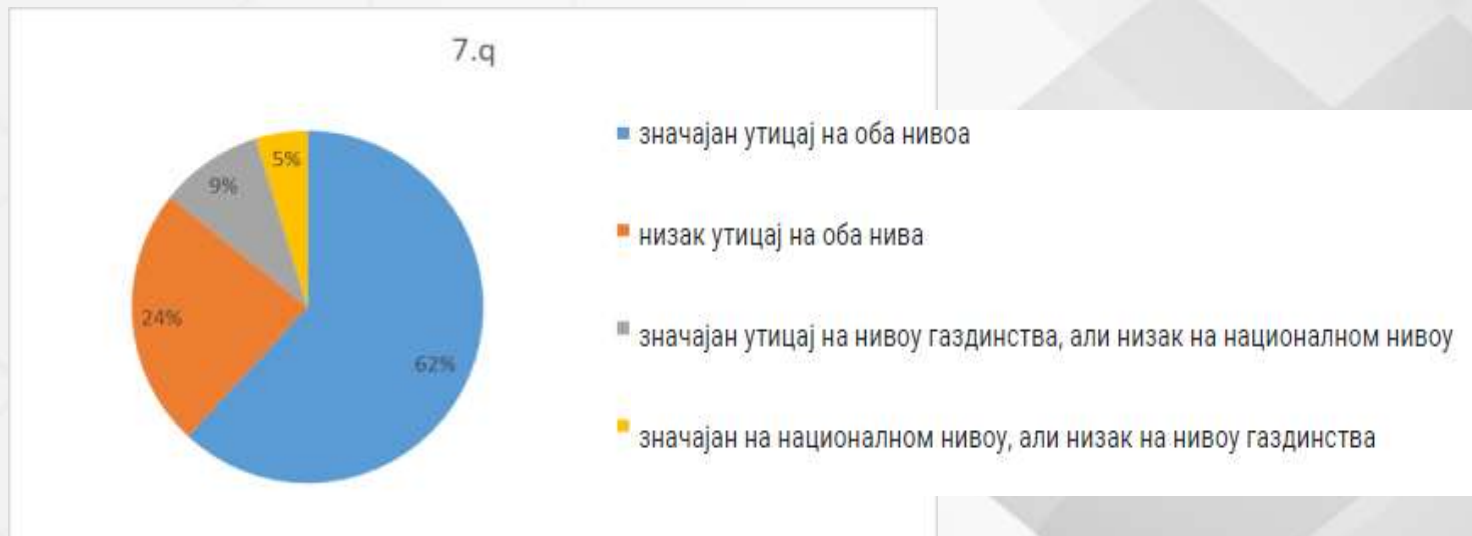 7.q
5%
9%
24%
62%
значајан утицај на оба нивоа
низак утицај на оба нива
значајан утицај на нивоу газдинства, али низак на националном нивоу
значајан на националном нивоу, али низак на нивоу газдинства